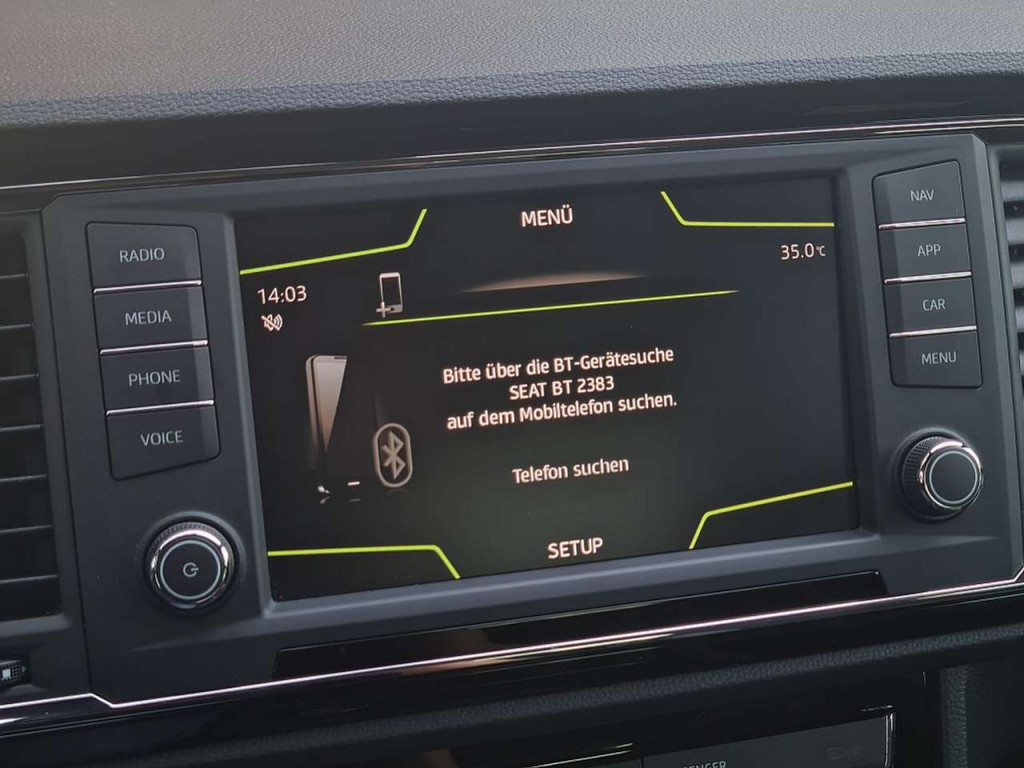 MENÜ
14:03
35.0°C
Bitte über die BT-Gerätesuche
SEAT BT 2383
auf dem Mobiltelefon suchen.
Telefon suchen
SETUP
RADIO
MEDIA
PHONE
VOICE
NAV
APP
CAR
MENU